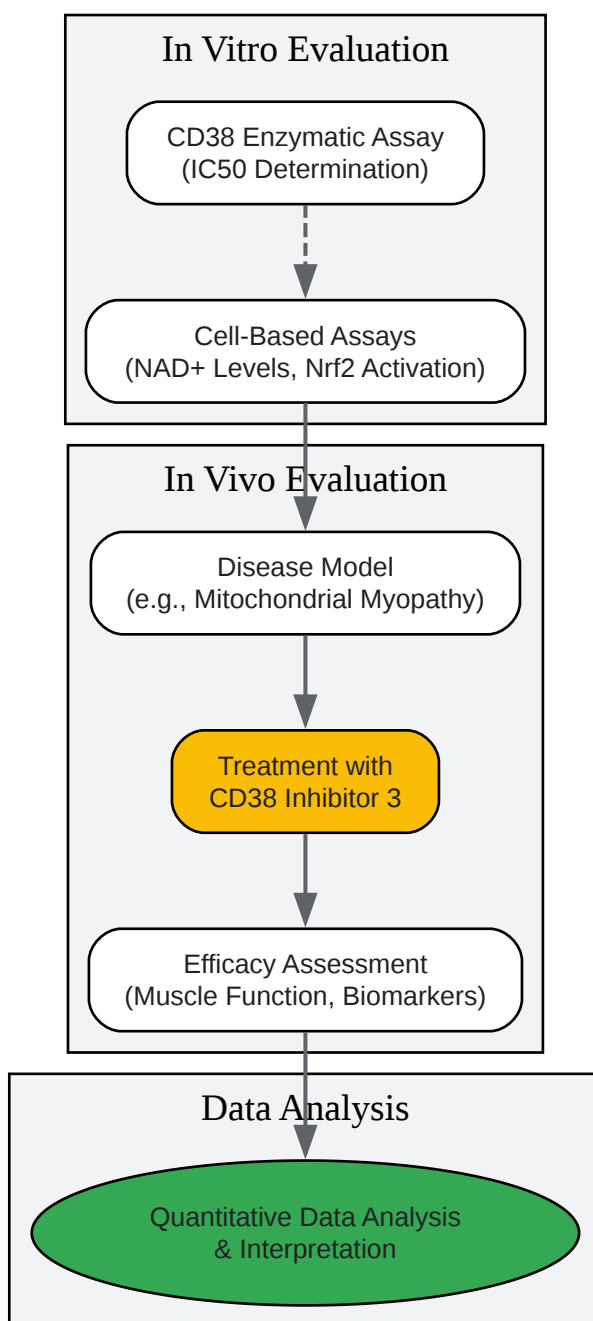 In Vitro Evaluation
CD38 Enzymatic Assay
(IC50 Determination)
Cell-Based Assays
(NAD+ Levels, Nrf2 Activation)
In Vivo Evaluation
Disease Model
(e.g., Mitochondrial Myopathy)
Treatment with
CD38 Inhibitor 3
Efficacy Assessment
(Muscle Function, Biomarkers)
Data Analysis
Quantitative Data Analysis
& Interpretation